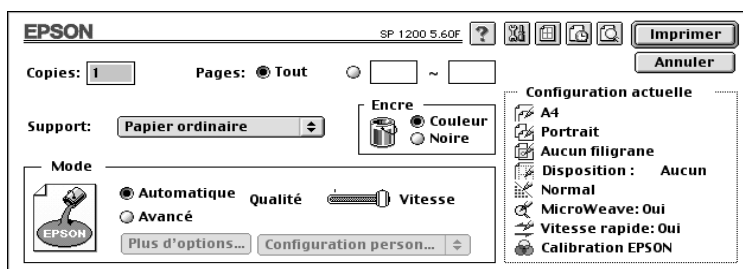 EPSON
SP 1200 5.60F
?
Imprimer
Annuler
Copies: 1
Pages: Tout ~
Support: Papier ordinaire
Encre
Couleur
Noire
Mode
EPSON
Automatique
Avancé
Qualité Vitesse
Plus d'options...
Configuration person...
Configuration actuelle
A4
Portrait
Aucun filigrane
Disposition : Aucun
Normal
MicroWeave: Oui
Vitesse rapide: Oui
Calibration EPSON